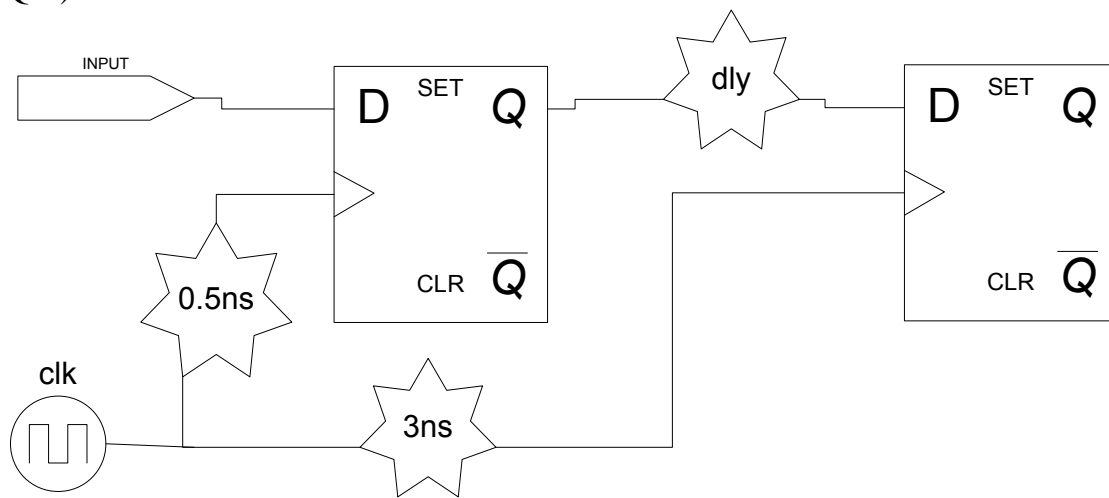 INPUT
D SET Q
CLR Q
dly
D SET Q
CLR Q
0.5ns
clk
3ns